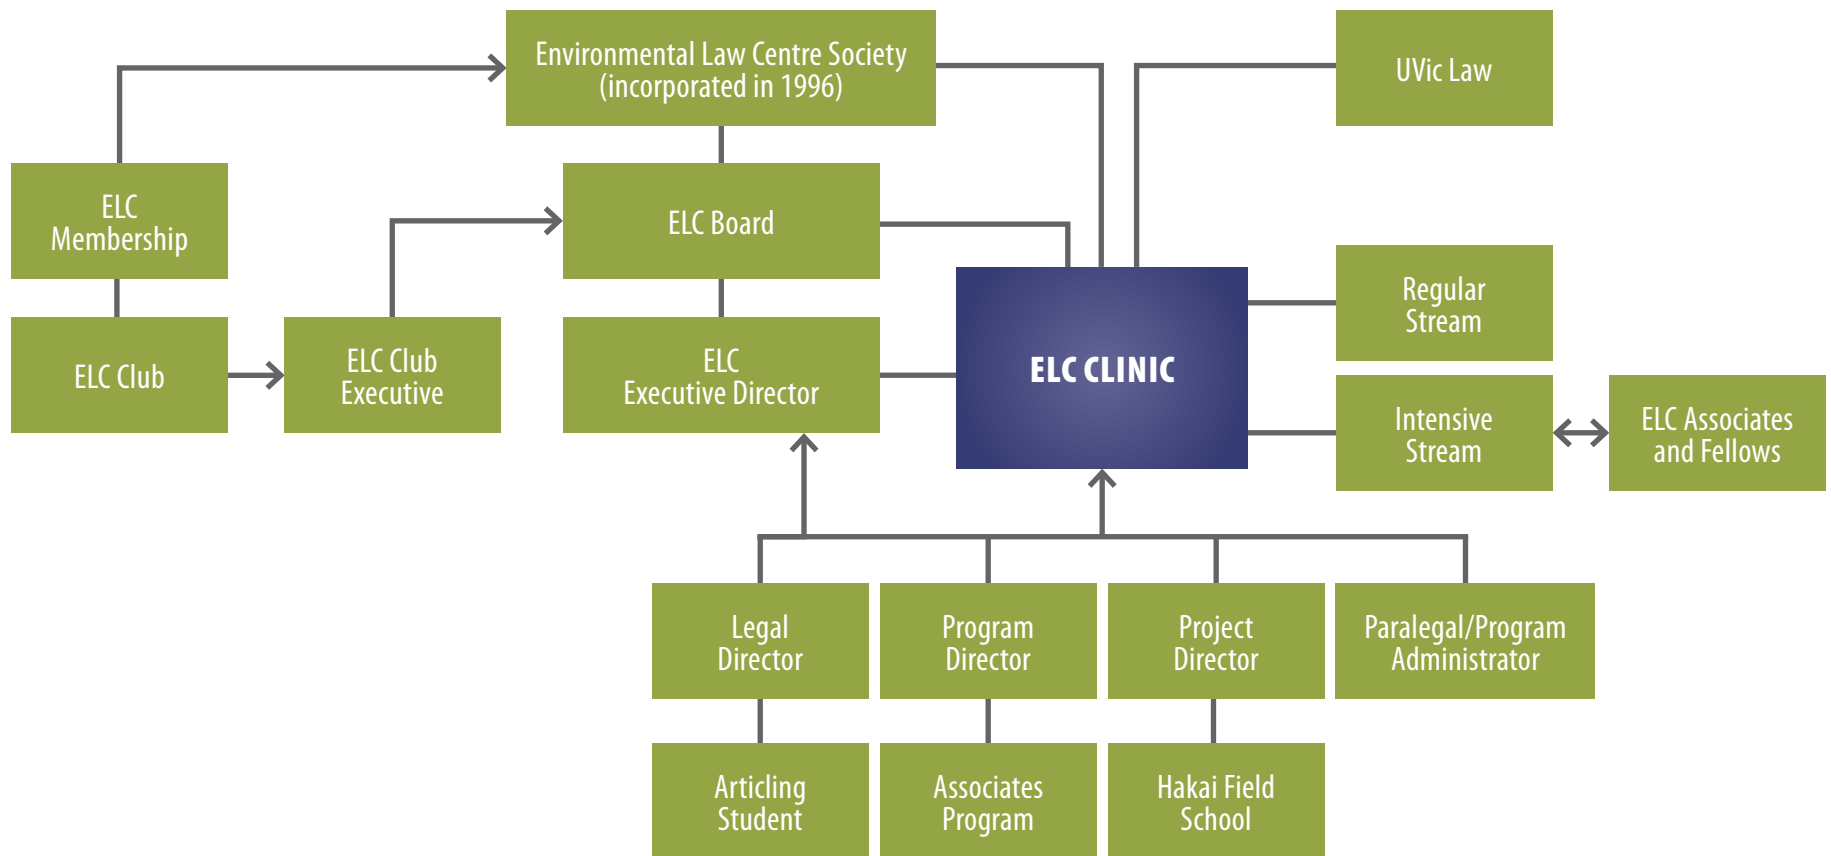 Environmental Law Centre Society
(incorporated in 1996)
UVic Law
ELC
Membership
ELC Board
Regular
Stream
ELC Club
ELC Club
Executive
ELC
Executive Director
ELC CLINIC
Intensive
Stream
ELC Associates
and Fellows
Legal
Director
Program
Director
Project
Director
Paralegal/Program
Administrator
Articling
Student
Associates
Program
Hakai Field
School